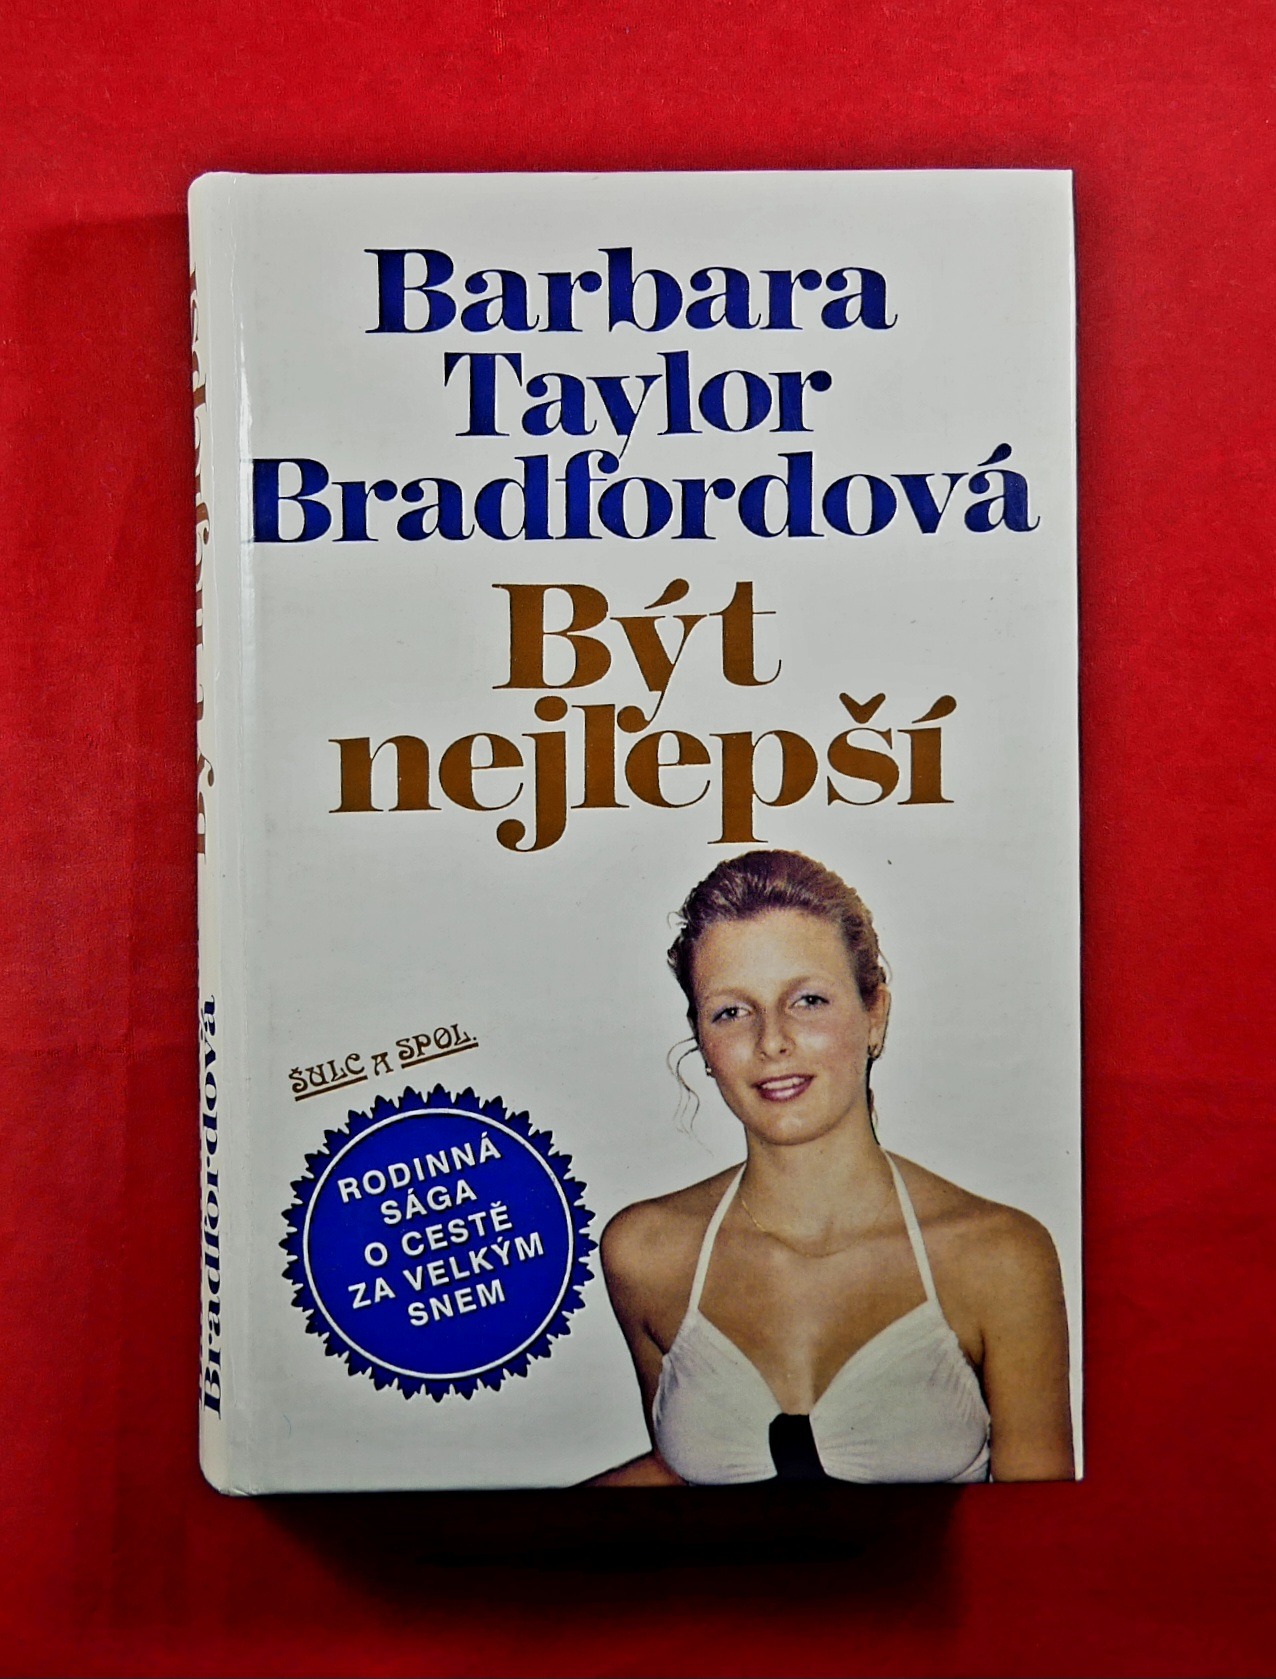 Barbara
Taylor
Bradfordová
Být
nejlepší
ŠULC A SPOL.
RODINNÁ
SÁGA
O CESTĚ
ZA VELKÝM
SNEM
Bradfordová